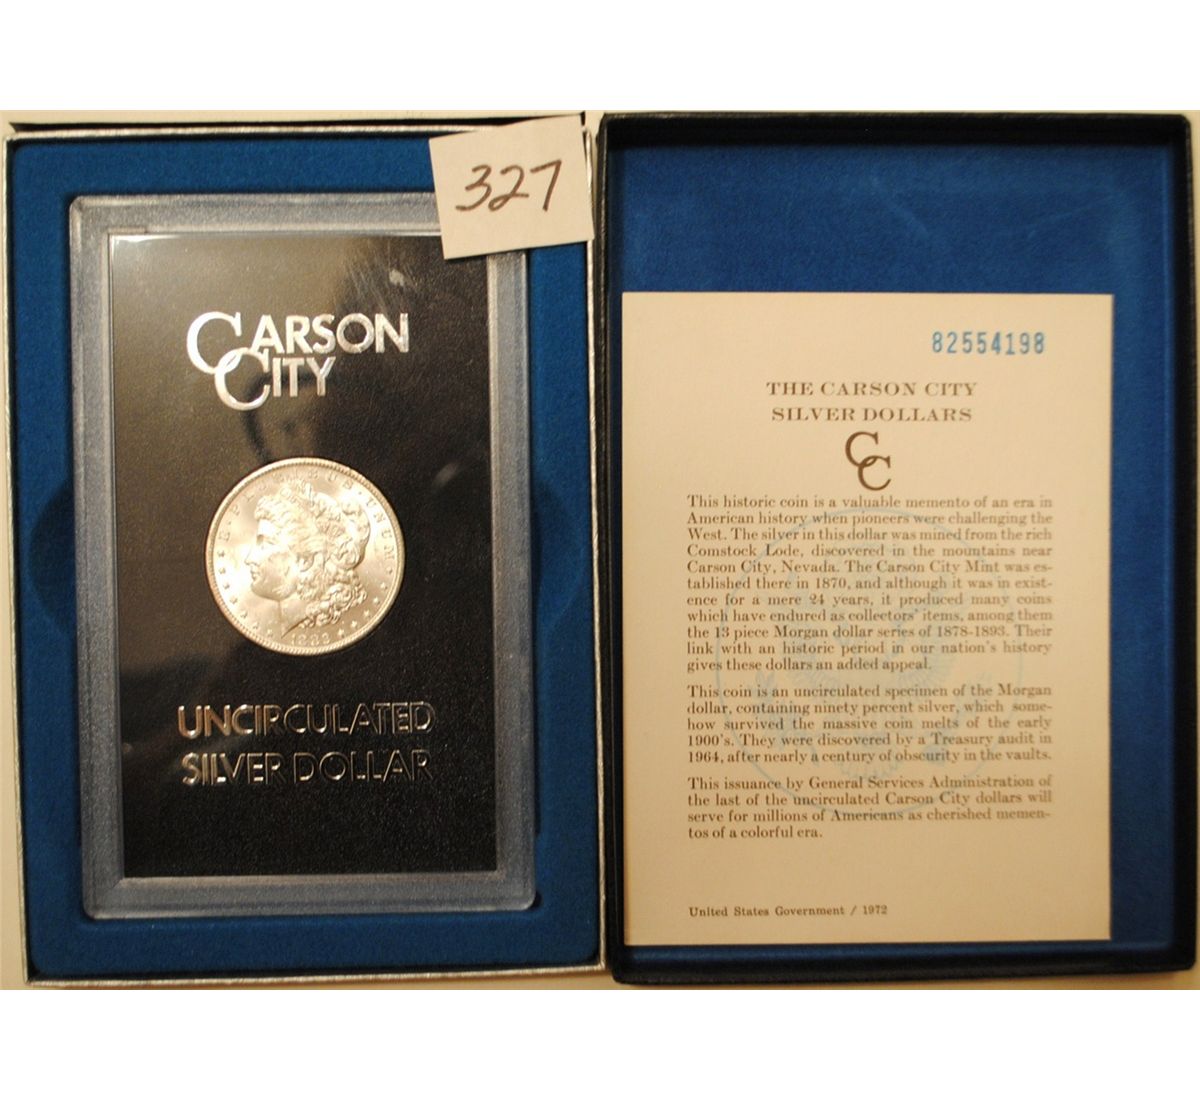 327
CARSON
CITY
E·PLURIBUS·UNUM
UNCIRCULATED
SILVER DOLLAR
82554198
THE CARSON CITY
SILVER DOLLARS
CC
This historic coin is a valuable memento of an era in
American history when pioneers were challenging the
West. The silver in this dollar was mined from the rich
Comstock Lode, discovered in the mountains near
Carson City, Nevada. The Carson City Mint was es-
tablished there in 1870, and although it was in exist-
ence for a mere 24 years, it produced many coins
which have endured as collectors' items, among them
the 13 piece Morgan dollar series of 1878-1893. Their
link with an historic period in our nation's history
gives these dollars an added appeal.
This coin is an uncirculated specimen of the Morgan
dollar, containing ninety percent silver, which some-
how survived the massive coin melts of the early
1900's. They were discovered by a Treasury audit in
1964, after nearly a century of obscurity in the vaults.
This issuance by General Services Administration of
the last of the uncirculated Carson City dollars will
serve for millions of Americans as cherished memen-
tos of a colorful era.
United States Government / 1972